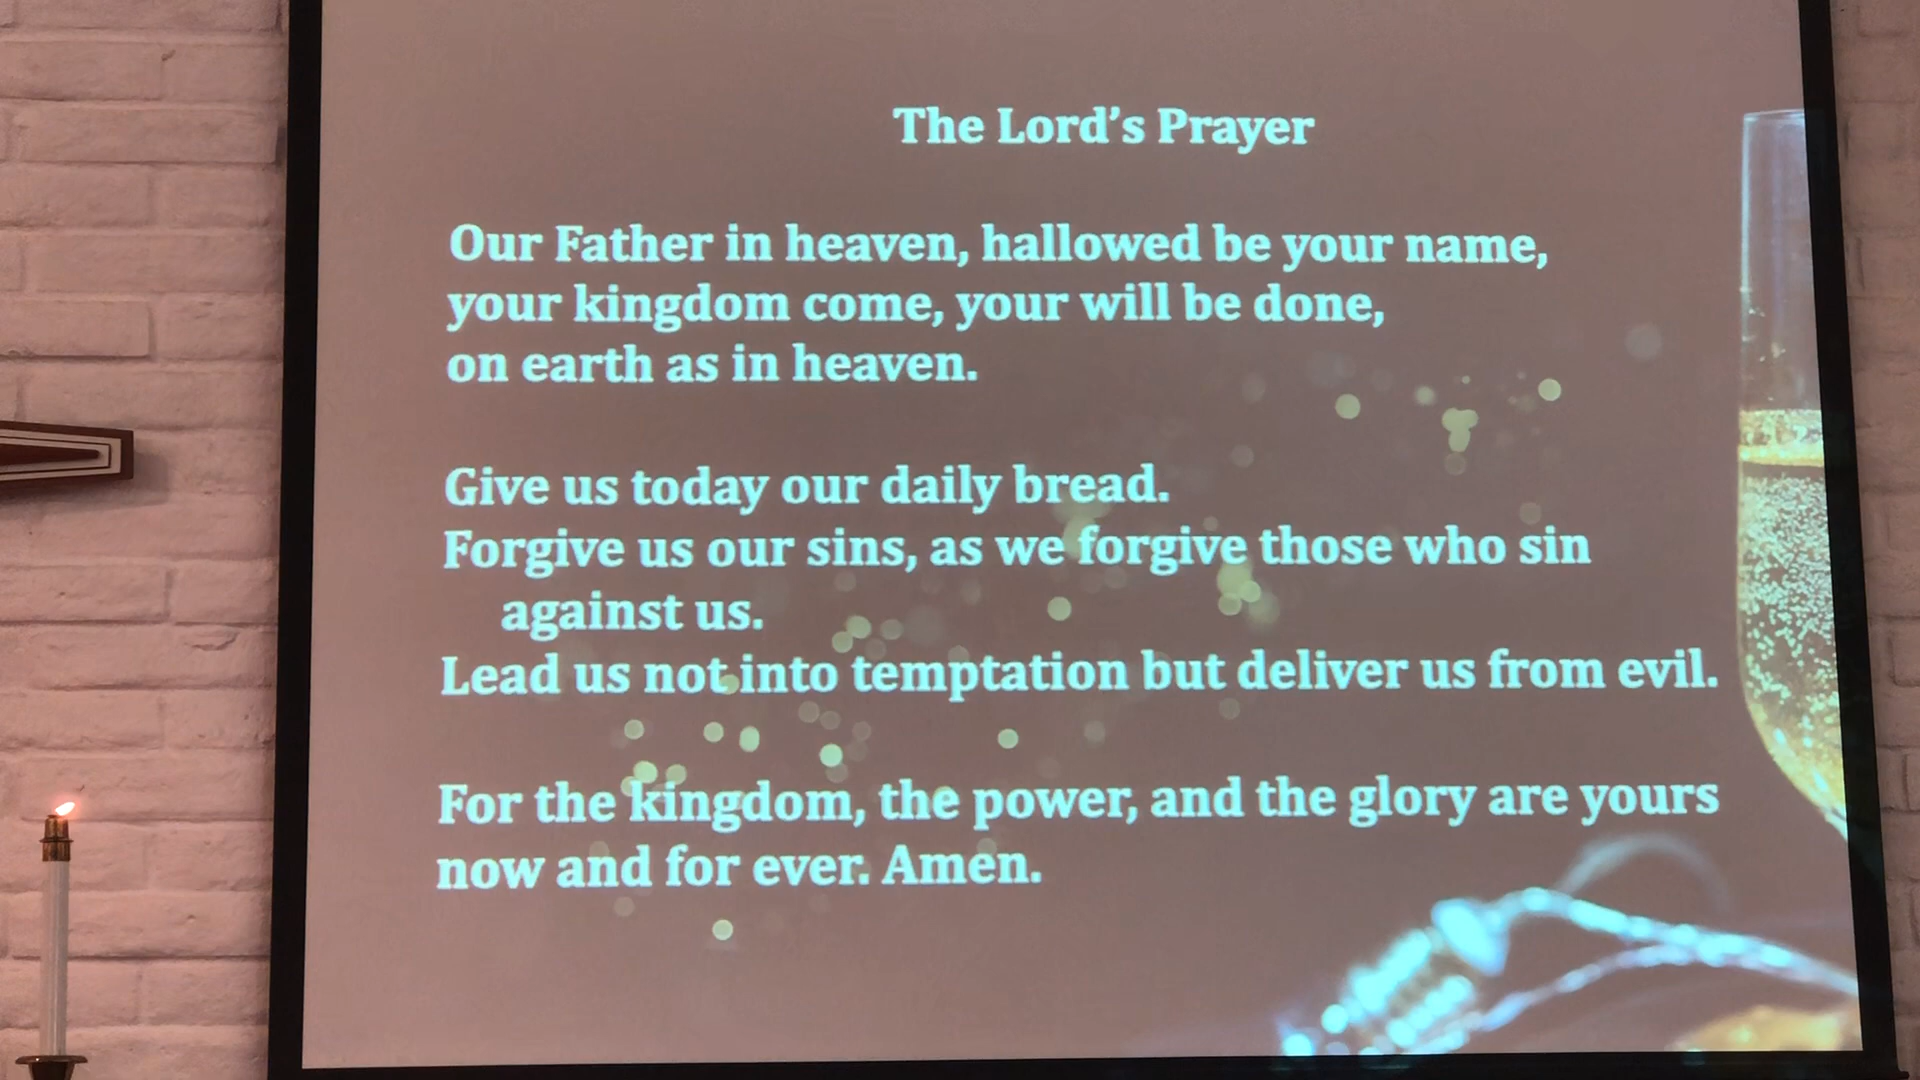 The Lord’s Prayer
Our Father in heaven, hallowed be your name,
your kingdom come, your will be done,
on earth as in heaven.
Give us today our daily bread.
Forgive us our sins, as we forgive those who sin
against us.
Lead us not into temptation but deliver us from evil.
For the kingdom, the power, and the glory are yours
now and for ever. Amen.